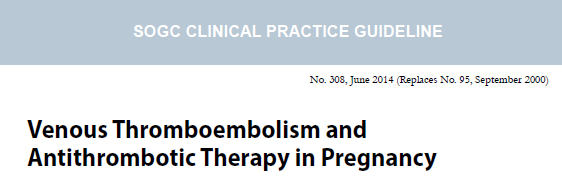 SOGC CLINICAL PRACTICE GUIDELINE
No. 308, June 2014 (Replaces No. 95, September 2000)
Venous Thromboembolism and
Antithrombotic Therapy in Pregnancy